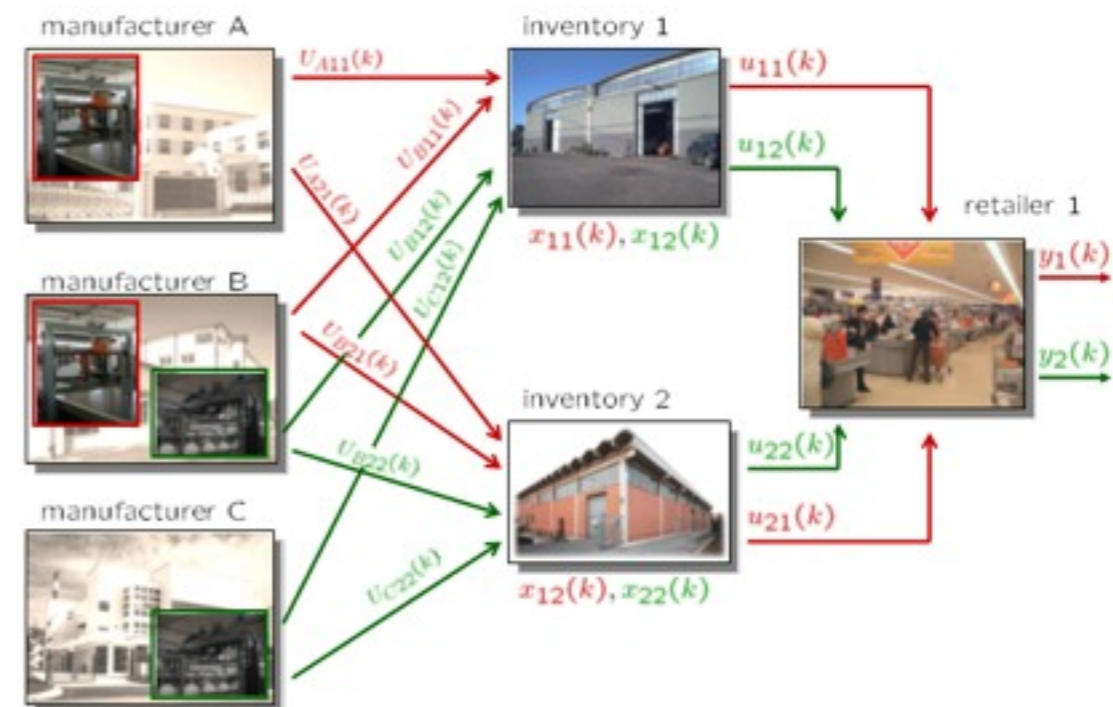 manufacturer A
inventory 1
U_{A11}(k)
u_{11}(k)
U_{B11}(k)
u_{12}(k)
U_{A21}(k)
U_{B12}(k)
U_{C12}(k)
retailer 1
x_{11}(k), x_{12}(k)
y_1(k)
manufacturer B
U_{B21}(k)
y_2(k)
inventory 2
u_{22}(k)
U_{B22}(k)
manufacturer C
u_{21}(k)
U_{C22}(k)
x_{12}(k), x_{22}(k)